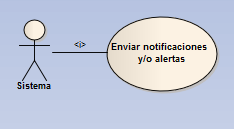 <i>
Enviar notificaciones
y/o alertas
Sistema